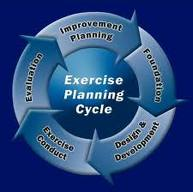 Exercise
Planning
Cycle
Improvement
Planning
Foundation
Design &
Development
Exercise
Conduct
Evaluation